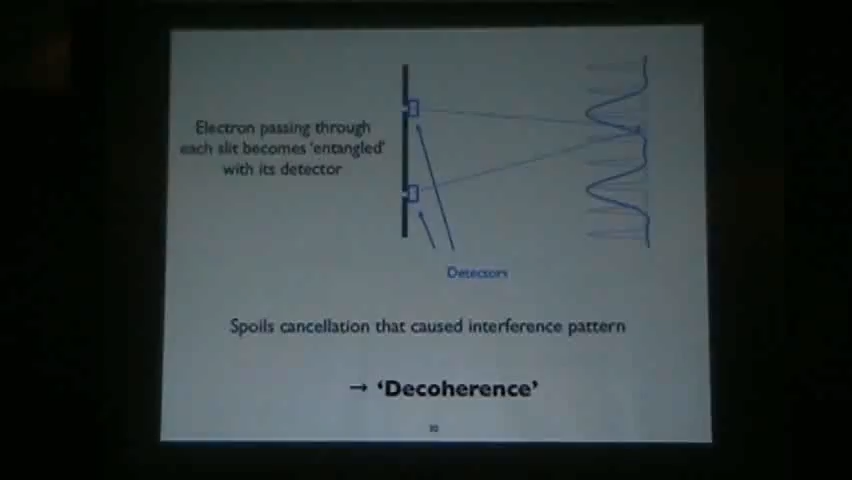 Electron passing through
each slit becomes 'entangled'
with its detector
Detectors
Spoils cancellation that caused interference pattern
→ 'Decoherence'